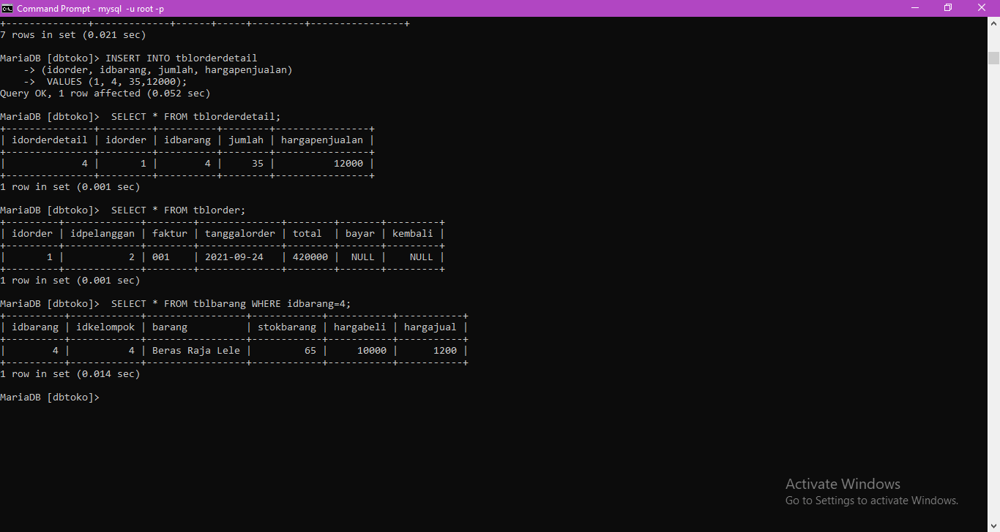 Command Prompt - mysql -u root -p
+--------------+-------------+------+-----+---------+----------------+
7 rows in set (0.021 sec)
MariaDB [dbtoko]> INSERT INTO tblorderdetail
    -> (idorder, idbarang, jumlah, hargapenjualan)
    ->  VALUES (1, 4, 35,12000);
Query OK, 1 row affected (0.052 sec)
MariaDB [dbtoko]>  SELECT * FROM tblorderdetail;
+---------------+---------+----------+--------+----------------+
| idorderdetail | idorder | idbarang | jumlah | hargapenjualan |
+---------------+---------+----------+--------+----------------+
|             4 |       1 |        4 |     35 |          12000 |
+---------------+---------+----------+--------+----------------+
1 row in set (0.001 sec)
MariaDB [dbtoko]>  SELECT * FROM tblorder;
+---------+-------------+--------+--------------+--------+-------+---------+
| idorder | idpelanggan | faktur | tanggalorder | total  | bayar | kembali |
+---------+-------------+--------+--------------+--------+-------+---------+
|       1 |           2 | 001    | 2021-09-24   | 420000 |  NULL |    NULL |
+---------+-------------+--------+--------------+--------+-------+---------+
1 row in set (0.001 sec)
MariaDB [dbtoko]>  SELECT * FROM tblbarang WHERE idbarang=4;
+----------+------------+-----------------+------------+-----------+-----------+
| idbarang | idkelompok | barang          | stokbarang | hargabeli | hargajual |
+----------+------------+-----------------+------------+-----------+-----------+
|        4 |          4 | Beras Raja Lele |         65 |     10000 |      1200 |
+----------+------------+-----------------+------------+-----------+-----------+
1 row in set (0.014 sec)
MariaDB [dbtoko]>
Activate Windows
Go to Settings to activate Windows.